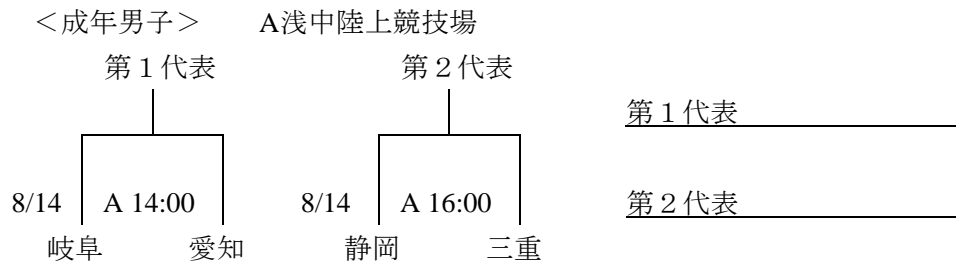 ＜成年男子＞ A浅中陸上競技場
第１代表 第２代表
第１代表
8/14 A 14:00 8/14 A 16:00 第２代表
岐阜 愛知 静岡 三重